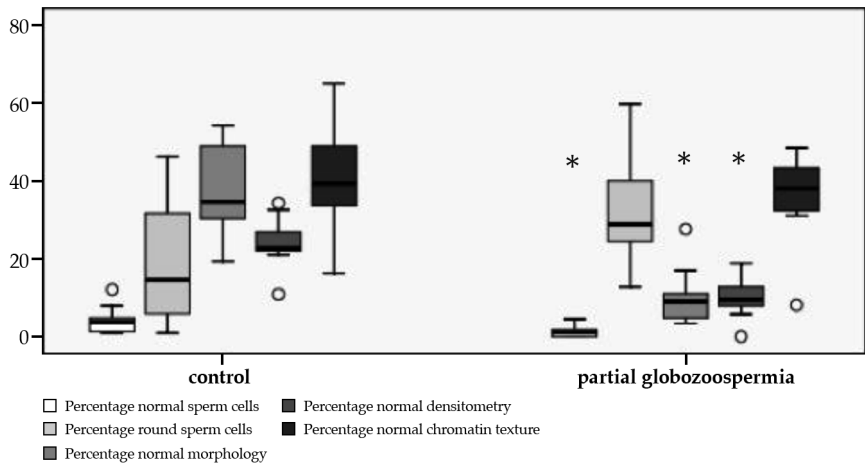 80
60
40
20
0
* * *
control partial globozoospermia
Percentage normal sperm cells Percentage normal densitometry
Percentage round sperm cells Percentage normal chromatin texture
Percentage normal morphology